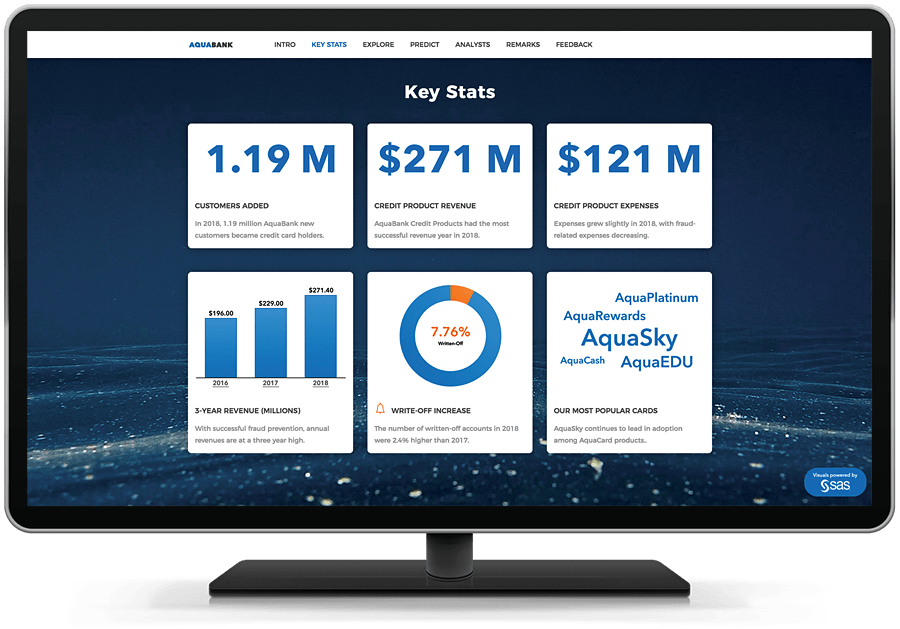 AQUABANK INTRO KEY STATS EXPLORE PREDICT ANALYSTS REMARKS FEEDBACK
Key Stats
1.19 M
CUSTOMERS ADDED
In 2018, 1.19 million AquaBank new
customers became credit card holders.
$271 M
CREDIT PRODUCT REVENUE
AquaBank Credit Products had the most
successful revenue year in 2018.
$121 M
CREDIT PRODUCT EXPENSES
Expenses grew slightly in 2018, with fraud-
related expenses decreasing.
$196.00 $229.00 $271.40
2016 2017 2018
3-YEAR REVENUE (MILLIONS)
With successful fraud prevention, annual
revenues are at a three year high.
7.76%
Written-Off
WRITE-OFF INCREASE
The number of written-off accounts in 2018
were 2.4% higher than 2017.
AquaPlatinum
AquaRewards
AquaSky
AquaCash AquaEDU
OUR MOST POPULAR CARDS
AquaSky continues to lead in adoption
among AquaCard products..
Visuals powered by
sas